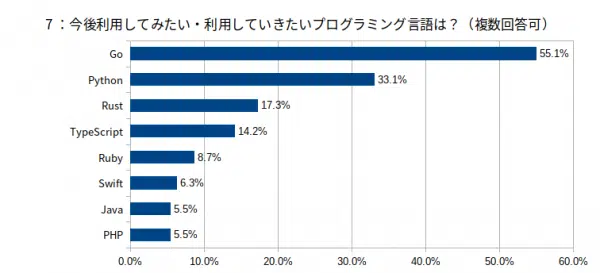 7：今後利用してみたい・利用していきたいプログラミング言語は？（複数回答可）
Go 55.1%
Python 33.1%
Rust 17.3%
TypeScript 14.2%
Ruby 8.7%
Swift 6.3%
Java 5.5%
PHP 5.5%
0.0% 10.0% 20.0% 30.0% 40.0% 50.0% 60.0%